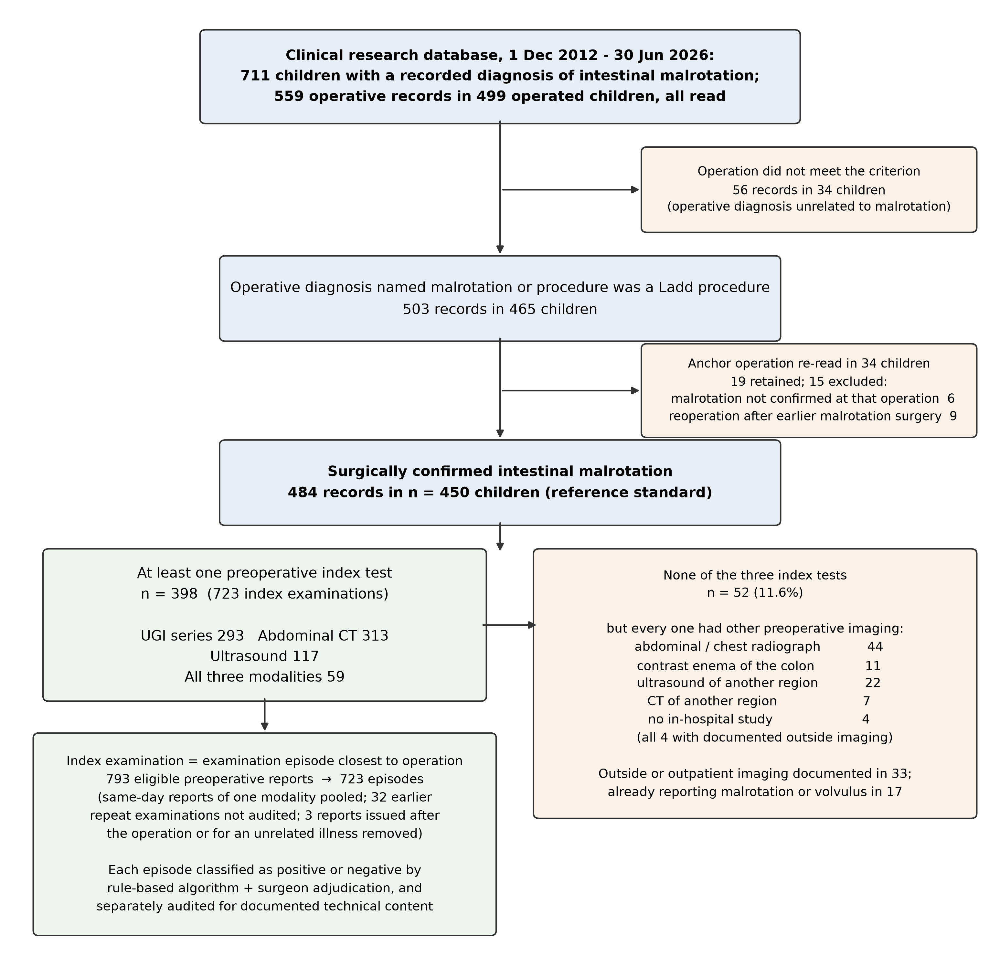 Clinical research database, 1 Dec 2012 - 30 Jun 2026:
711 children with a recorded diagnosis of intestinal malrotation;
559 operative records in 499 operated children, all read
Operation did not meet the criterion
56 records in 34 children
(operative diagnosis unrelated to malrotation)
Operative diagnosis named malrotation or procedure was a Ladd procedure
503 records in 465 children
Anchor operation re-read in 34 children
19 retained; 15 excluded:
malrotation not confirmed at that operation 6
reoperation after earlier malrotation surgery 9
Surgically confirmed intestinal malrotation
484 records in n = 450 children (reference standard)
At least one preoperative index test
n = 398 (723 index examinations)
UGI series 293 Abdominal CT 313
Ultrasound 117
All three modalities 59
None of the three index tests
n = 52 (11.6%)
but every one had other preoperative imaging:
abdominal / chest radiograph 44
contrast enema of the colon 11
ultrasound of another region 22
CT of another region 7
no in-hospital study 4
(all 4 with documented outside imaging)
Outside or outpatient imaging documented in 33;
already reporting malrotation or volvulus in 17
Index examination = examination episode closest to operation
793 eligible preoperative reports → 723 episodes
(same-day reports of one modality pooled; 32 earlier
repeat examinations not audited; 3 reports issued after
the operation or for an unrelated illness removed)
Each episode classified as positive or negative by
rule-based algorithm + surgeon adjudication, and
separately audited for documented technical content